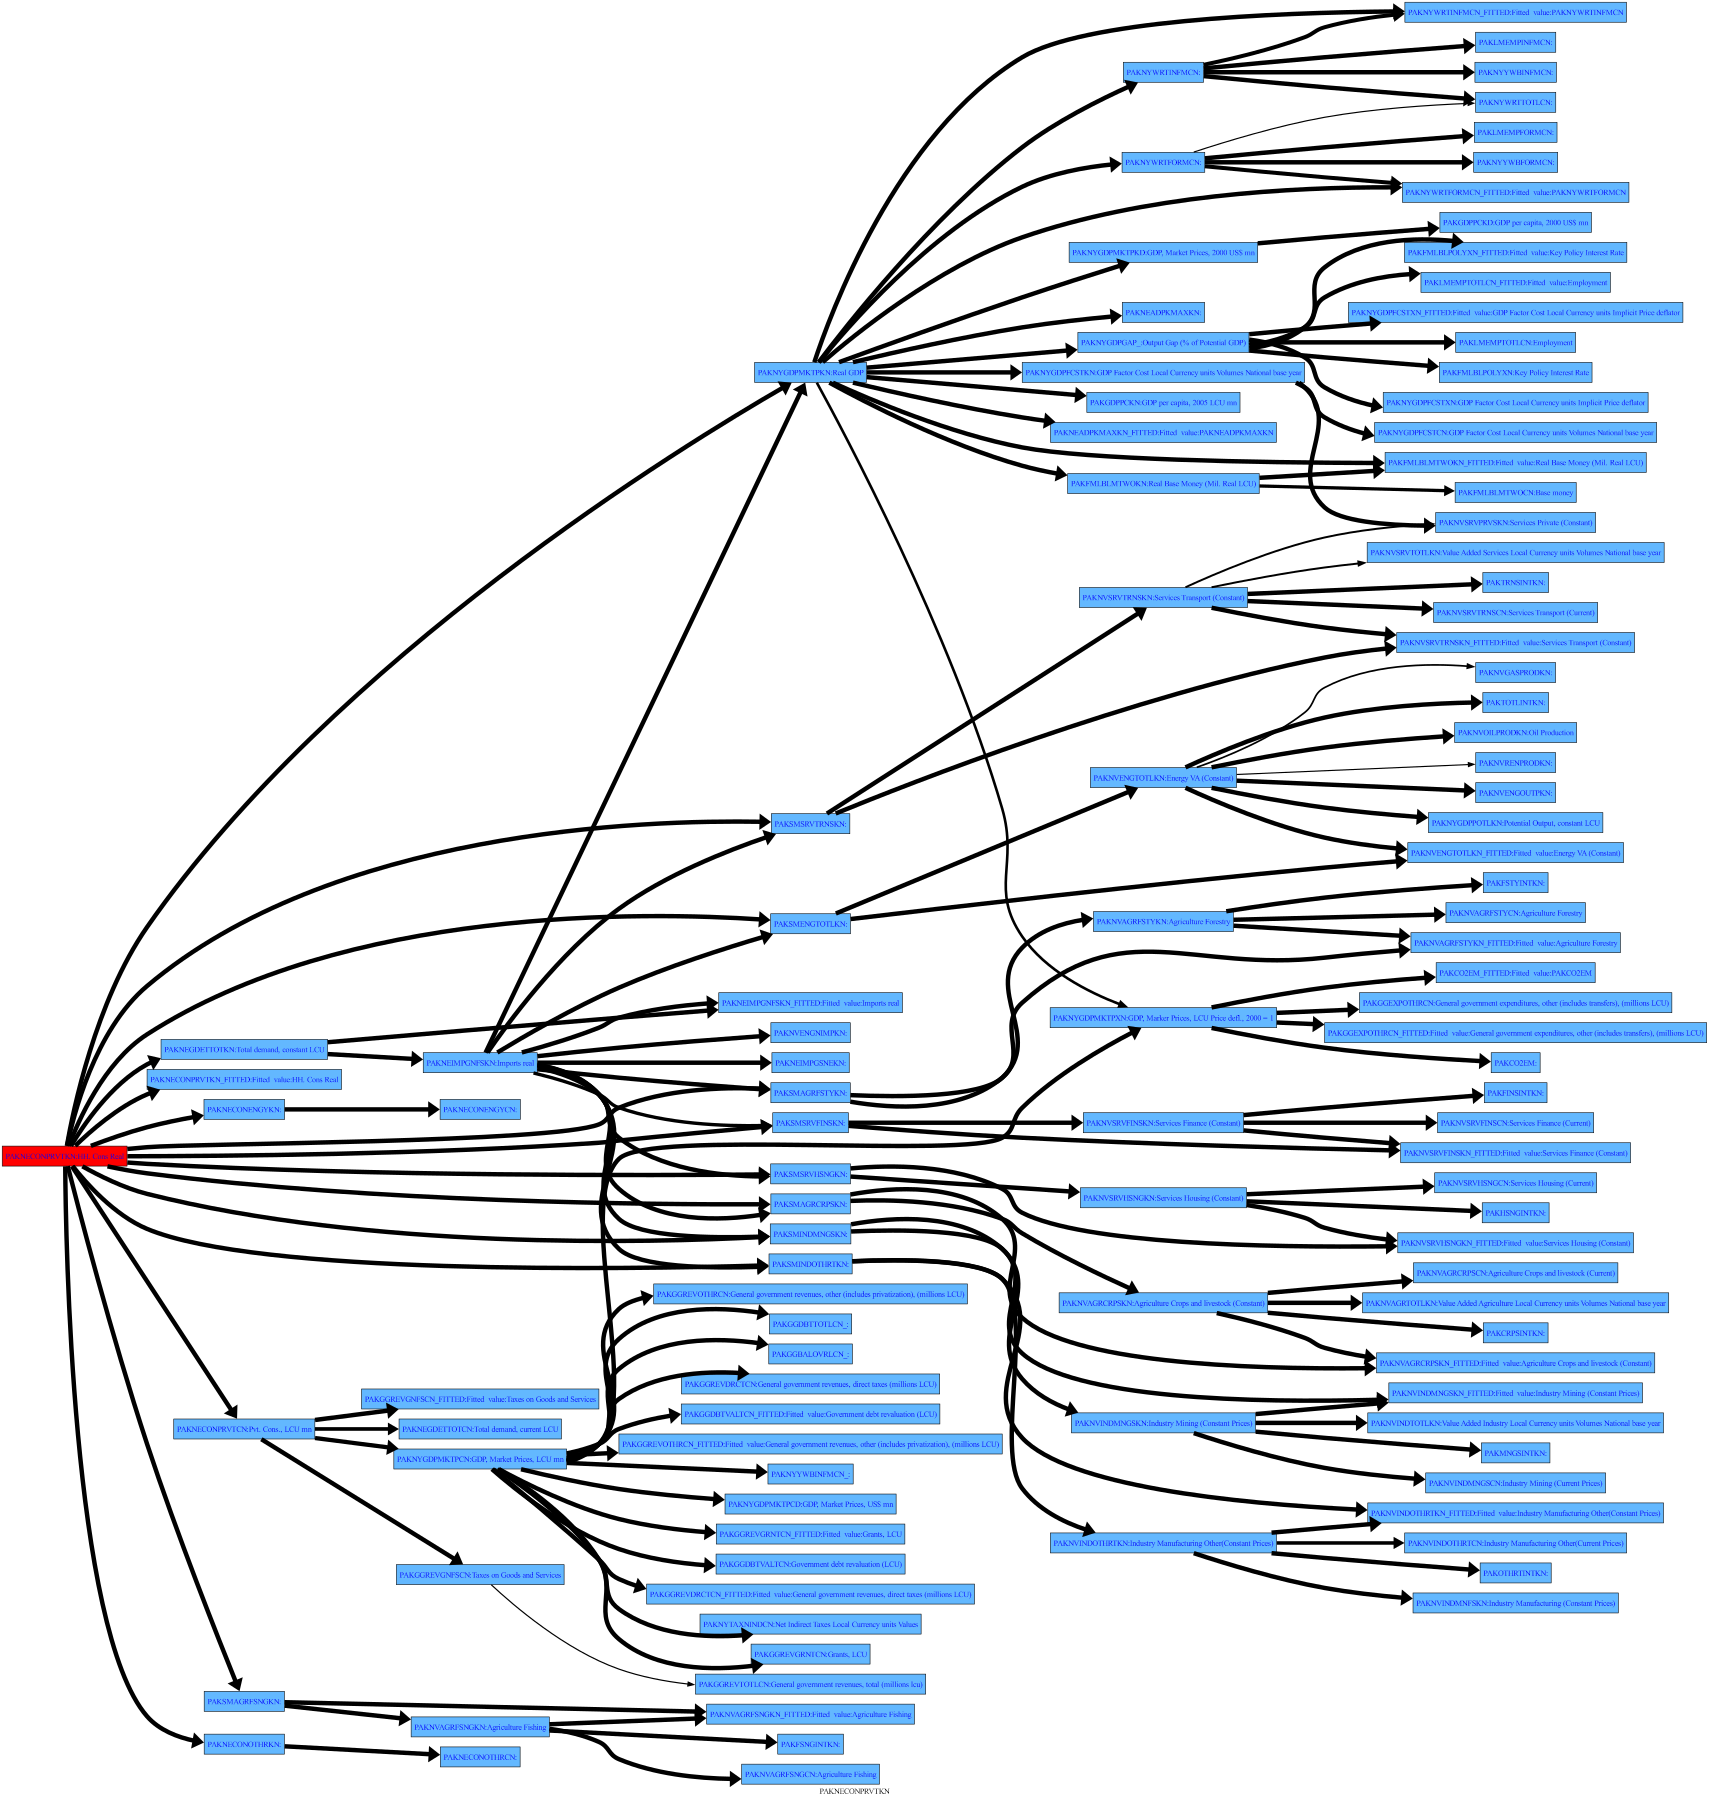 PAKNYWRTINFMCN_FITTED:Fitted value:PAKNYWRTINFMCN
PAKLMEMPINFMCN:
PAKNYWRTINFMCN:
PAKNYYWBINFMCN:
PAKNYWRTTOTLCN:
PAKLMEMPFORMCN:
PAKNYWRTFORMCN:
PAKNYYWBFORMCN:
PAKNYWRTFORMCN_FITTED:Fitted value:PAKNYWRTFORMCN
PAKGDPPCKD:GDP per capita, 2000 US$ mn
PAKNYGDPMKTPKD:GDP, Market Prices, 2000 US$ mn
PAKFMLBLPOLYXN_FITTED:Fitted value:Key Policy Interest Rate
PAKLMEMPTOTLCN_FITTED:Fitted value:Employment
PAKNEADPKMAXKN:
PAKNYGDPFCSTXN_FITTED:Fitted value:GDP Factor Cost Local Currency units Implicit Price deflator
PAKNYGDPGAP_:Output Gap (% of Potential GDP)
PAKLMEMPTOTLCN:Employment
PAKNYGDPMKTPKN:Real GDP
PAKNYGDPFCSTKN:GDP Factor Cost Local Currency units Volumes National base year
PAKFMLBLPOLYXN:Key Policy Interest Rate
PAKGDPPCKN:GDP per capita, 2005 LCU mn
PAKNYGDPFCSTXN:GDP Factor Cost Local Currency units Implicit Price deflator
PAKNEADPKMAXKN_FITTED:Fitted value:PAKNEADPKMAXKN
PAKNYGDPFCSTCN:GDP Factor Cost Local Currency units Volumes National base year
PAKFMLBLMTWOKN_FITTED:Fitted value:Real Base Money (Mil. Real LCU)
PAKFMLBLMTWOKN:Real Base Money (Mil. Real LCU)
PAKFMLBLMTWOCN:Base money
PAKNVSRVPRVSKN:Services Private (Constant)
PAKNVSRVTOTLKN:Value Added Services Local Currency units Volumes National base year
PAKTRNSINTKN:
PAKNVSRVTRNSKN:Services Transport (Constant)
PAKNVSRVTRNSCN:Services Transport (Current)
PAKNVSRVTRNSKN_FITTED:Fitted value:Services Transport (Constant)
PAKNVGASPRODKN:
PAKTOTLINTKN:
PAKNVOILPRODKN:Oil Production
PAKNVRENPRODKN:
PAKNVENGTOTLKN:Energy VA (Constant)
PAKNVENGOUTPKN:
PAKSMSRVTRNSKN:
PAKNYGDPPOTLKN:Potential Output, constant LCU
PAKNVENGTOTLKN_FITTED:Fitted value:Energy VA (Constant)
PAKFSTYINTKN:
PAKSMENGTOTLKN:
PAKNVAGRFSTYKN:Agriculture Forestry
PAKNVAGRFSTYCN:Agriculture Forestry
PAKNVAGRFSTYKN_FITTED:Fitted value:Agriculture Forestry
PAKCO2EM_FITTED:Fitted value:PAKCO2EM
PAKNEIMPGNFSKN_FITTED:Fitted value:Imports real
PAKGGEXPOTHRCN:General government expenditures, other (includes transfers), (millions LCU)
PAKNYGDPMKTPXN:GDP, Marker Prices, LCU Price defl., 2000 = 1
PAKNVENGNIMPKN:
PAKGGEXPOTHRCN_FITTED:Fitted value:General government expenditures, other (includes transfers), (millions LCU)
PAKNEGDETTOTKN:Total demand, constant LCU
PAKNEIMPGNFSKN:Imports real
PAKNEIMPGSNEKN:
PAKCO2EM:
PAKNECONPRVTKN_FITTED:Fitted value:HH. Cons Real
PAKSMAGRFSTYKN:
PAKFINSINTKN:
PAKNECONENGYKN:
PAKNECONENGYCN:
PAKSMSRVFINSKN:
PAKNVSRVFINSKN:Services Finance (Constant)
PAKNVSRVFINSCN:Services Finance (Current)
PAKNECONPRVTKN:HH. Cons Real
PAKNVSRVFINSKN_FITTED:Fitted value:Services Finance (Constant)
PAKSMSRVHSNGKN:
PAKNVSRVHSNGCN:Services Housing (Current)
PAKSMAGRCRPSKN:
PAKNVSRVHSNGKN:Services Housing (Constant)
PAKHSNGINTKN:
PAKSMINDMNGSKN:
PAKNVSRVHSNGKN_FITTED:Fitted value:Services Housing (Constant)
PAKSMINDOTHRTKN:
PAKNVAGRCRPSCN:Agriculture Crops and livestock (Current)
PAKGGREVOTHRCN:General government revenues, other (includes privatization), (millions LCU)
PAKNVAGRCRPSKN:Agriculture Crops and livestock (Constant)
PAKNVAGRTOTLKN:Value Added Agriculture Local Currency units Volumes National base year
PAKGGDBTTOTLCN_:
PAKCRPSINTKN:
PAKGGBALOVRLCN_:
PAKNVAGRCRPSKN_FITTED:Fitted value:Agriculture Crops and livestock (Constant)
PAKGGREVDRCTCN:General government revenues, direct taxes (millions LCU)
PAKGGREVGNFSCN_FITTED:Fitted value:Taxes on Goods and Services
PAKNVINDMNGSKN_FITTED:Fitted value:Industry Mining (Constant Prices)
PAKGGDBTVALTCN_FITTED:Fitted value:Government debt revaluation (LCU)
PAKNECONPRVTCN:Pvt. Cons., LCU mn
PAKNEGDETTOTCN:Total demand, current LCU
PAKNVINDMNGSKN:Industry Mining (Constant Prices)
PAKNVINDTOTLKN:Value Added Industry Local Currency units Volumes National base year
PAKGGREVOTHRCN_FITTED:Fitted value:General government revenues, other (includes privatization), (millions LCU)
PAKNYGDPMKTPCN:GDP, Market Prices, LCU mn
PAKMNGSINTKN:
PAKNYYWBINFMCN_:
PAKNVINDMNGSCN:Industry Mining (Current Prices)
PAKNYGDPMKTPCD:GDP, Market Prices, US$ mn
PAKNVINDOTHRTKN_FITTED:Fitted value:Industry Manufacturing Other(Constant Prices)
PAKGGREVGRNTCN_FITTED:Fitted value:Grants, LCU
PAKNVINDOTHRTKN:Industry Manufacturing Other(Constant Prices)
PAKNVINDOTHRTCN:Industry Manufacturing Other(Current Prices)
PAKGGDBTVALTCN:Government debt revaluation (LCU)
PAKGGREVGNFSCN:Taxes on Goods and Services
PAKOTHRTINTKN:
PAKGGREVDRCTCN_FITTED:Fitted value:General government revenues, direct taxes (millions LCU)
PAKNVINDMNFSKN:Industry Manufacturing (Constant Prices)
PAKNYTAXNINDCN:Net Indirect Taxes Local Currency units Values
PAKGGREVGRNTCN:Grants, LCU
PAKGGREVTOTLCN:General government revenues, total (millions lcu)
PAKSMAGRFSNGKN:
PAKNVAGRFSNGKN_FITTED:Fitted value:Agriculture Fishing
PAKNVAGRFSNGKN:Agriculture Fishing
PAKNECONOTHRKN:
PAKFSNGINTKN:
PAKNECONOTHRCN:
PAKNVAGRFSNGCN:Agriculture Fishing
PAKNECONPRVTKN